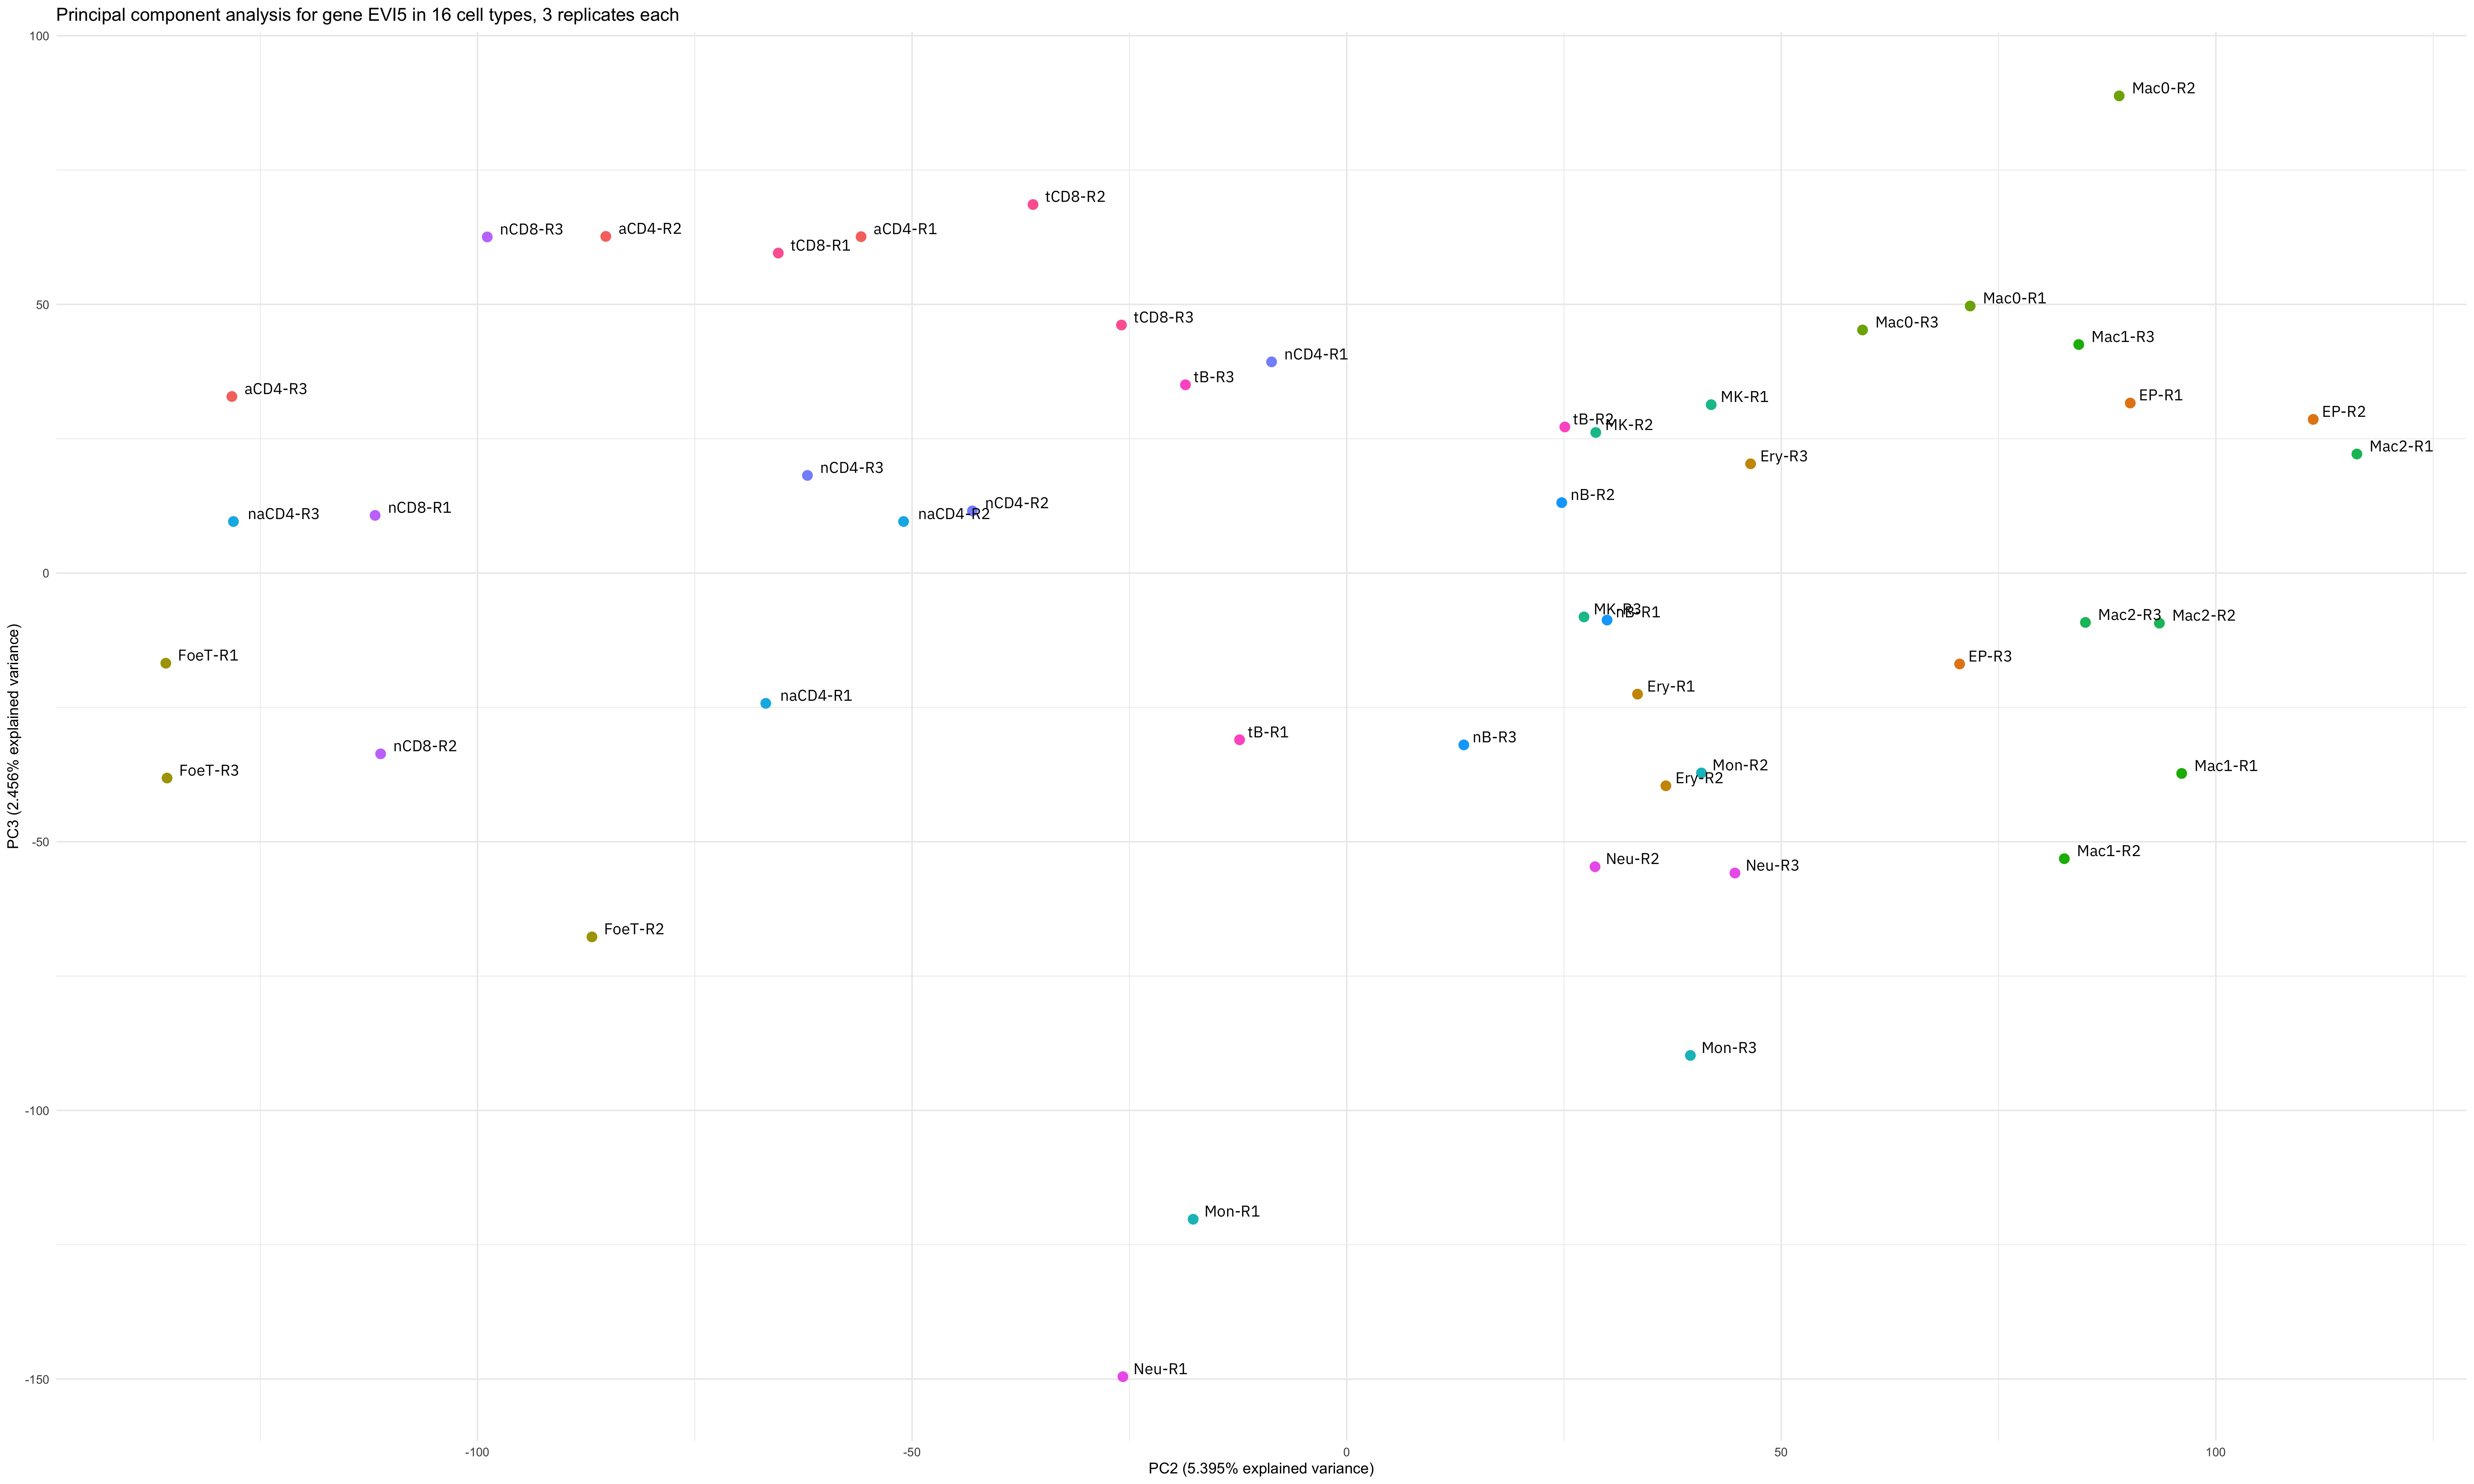 Principal component analysis for gene EVI5 in 16 cell types, 3 replicates each
100
Mac0-R2
tCD8-R2
nCD8-R3
aCD4-R2
aCD4-R1
tCD8-R1
50
Mac0-R1
tCD8-R3
Mac0-R3
Mac1-R3
nCD4-R1
tB-R3
aCD4-R3
MK-R1
EP-R1
EP-R2
tB-R2
MK-R2
Mac2-R1
Ery-R3
nCD4-R3
nB-R2
nCD4-R2
naCD4-R3
nCD8-R1
naCD4-R2
0
MK-R3
nB-R1
Mac2-R3
Mac2-R2
FoeT-R1
EP-R3
Ery-R1
naCD4-R1
tB-R1
nB-R3
nCD8-R2
Mon-R2
Mac1-R1
FoeT-R3
Ery-R2
-50
Mac1-R2
Neu-R2
Neu-R3
FoeT-R2
Mon-R3
-100
Mon-R1
Neu-R1
-150
-100
-50
0
50
100
PC2 (5.395% explained variance)
PC3 (2.456% explained variance)